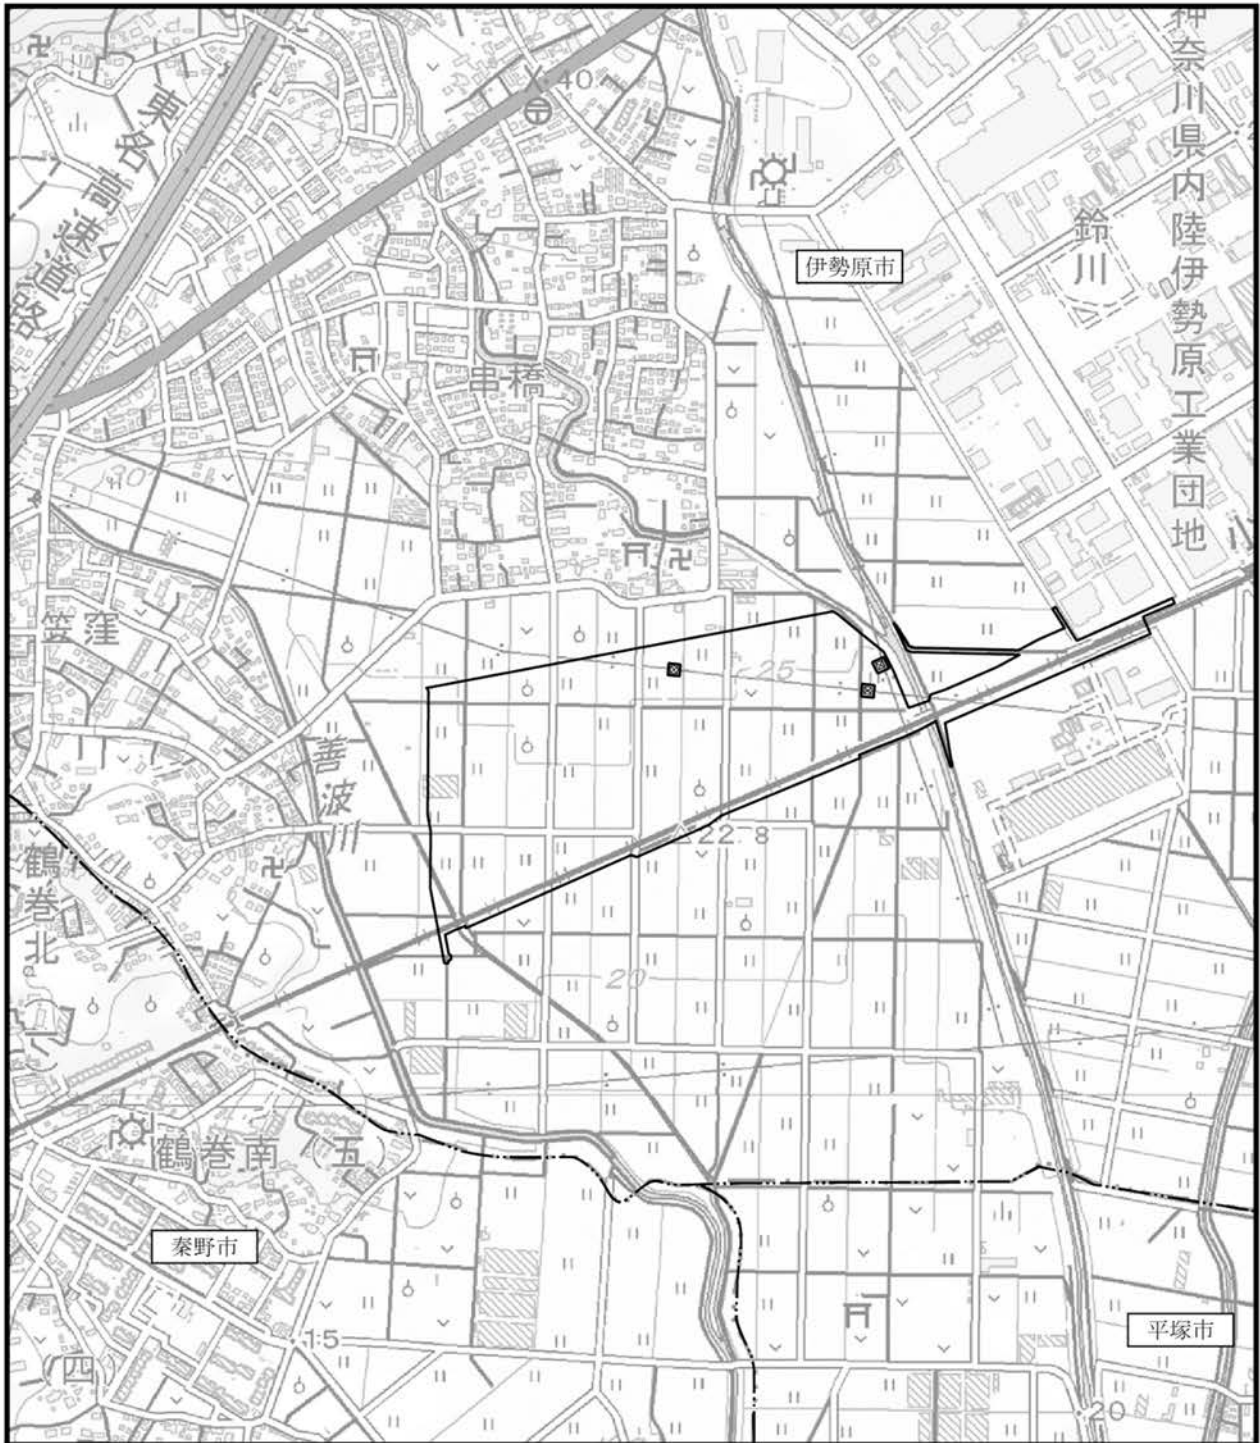 神奈川県内陸伊勢原工業団地
東名高速道路
40
鈴川
伊勢原市
串橋
30
笠窪
25
善波川
22.8
鶴巻北
20
鶴巻南(五)
秦野市
平塚市
15
(四)
20